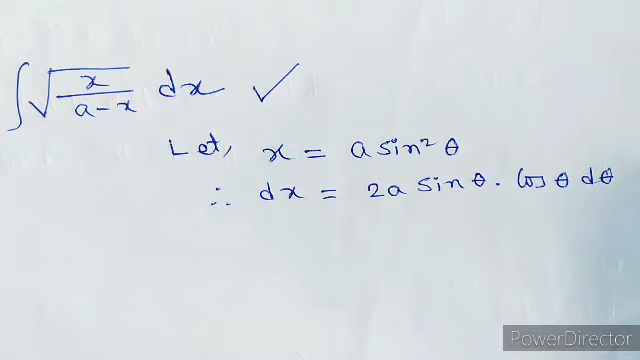 ∫√(x/(a-x)) dx ✓
Let, x = a sin²θ
∴ dx = 2a sinθ . cosθ dθ
PowerDirector